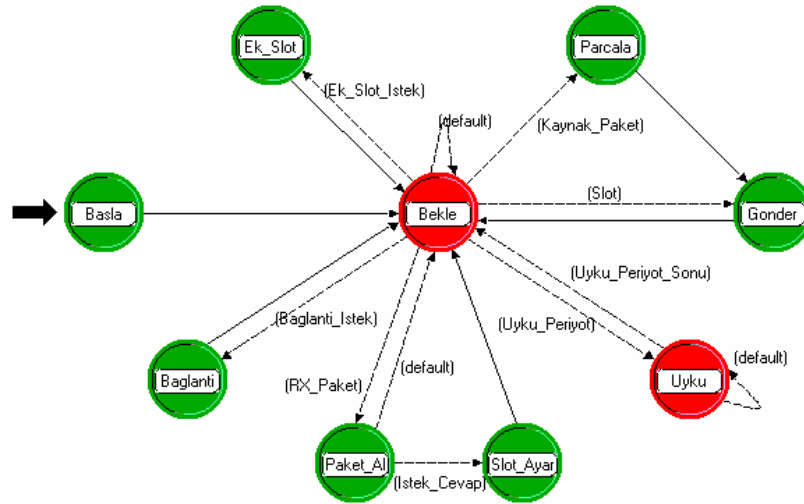 Ek_Slot
Parcala
(Ek_Slot_Istek)
(default)
(Kaynak_Paket)
Basla
Bekle
(Slot)
Gonder
(Uyku_Periyot_Sonu)
(Baglanti_Istek)
(Uyku_Periyot)
Baglanti
(RX_Paket)
(default)
(default)
Uyku
Paket_Al
(Istek_Cevap)
Slot_Ayar